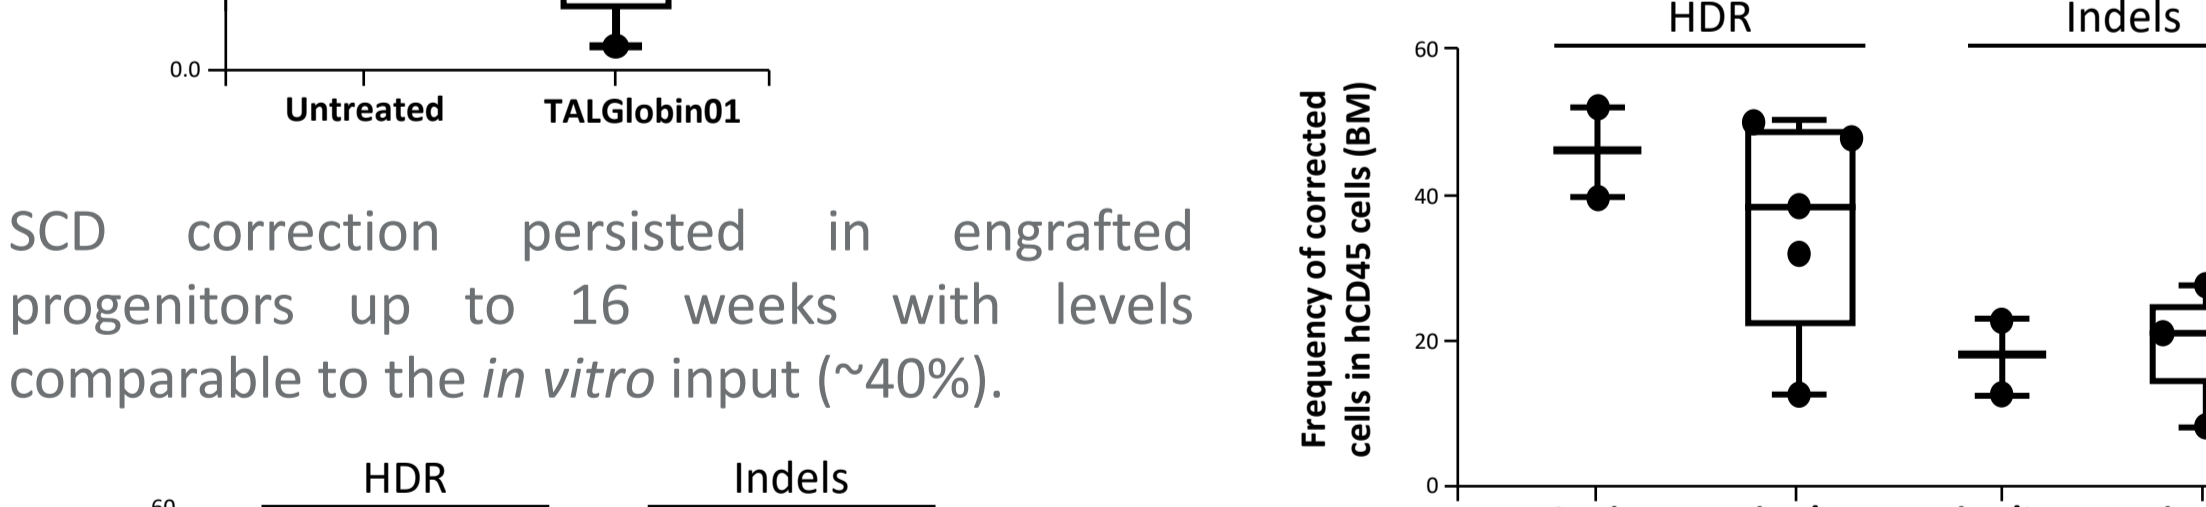 0.0
Untreated TALGlobin01
SCD correction persisted in engrafted
progenitors up to 16 weeks with levels
comparable to the in vitro input (~40%).
HDR Indels
HDR Indels
60
40
20
0
Frequency of corrected
cells in hCD45 cells (BM)